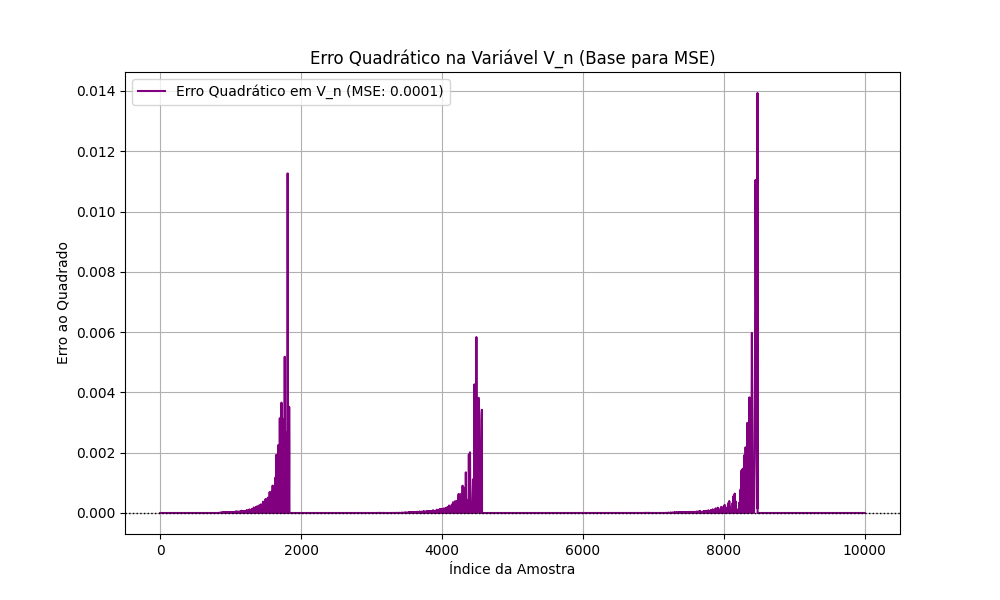 Erro Quadrático na Variável V_n (Base para MSE)
Erro Quadrático em V_n (MSE: 0.0001)
Erro ao Quadrado
0.014
0.012
0.010
0.008
0.006
0.004
0.002
0.000
0 2000 4000 6000 8000 10000
Índice da Amostra